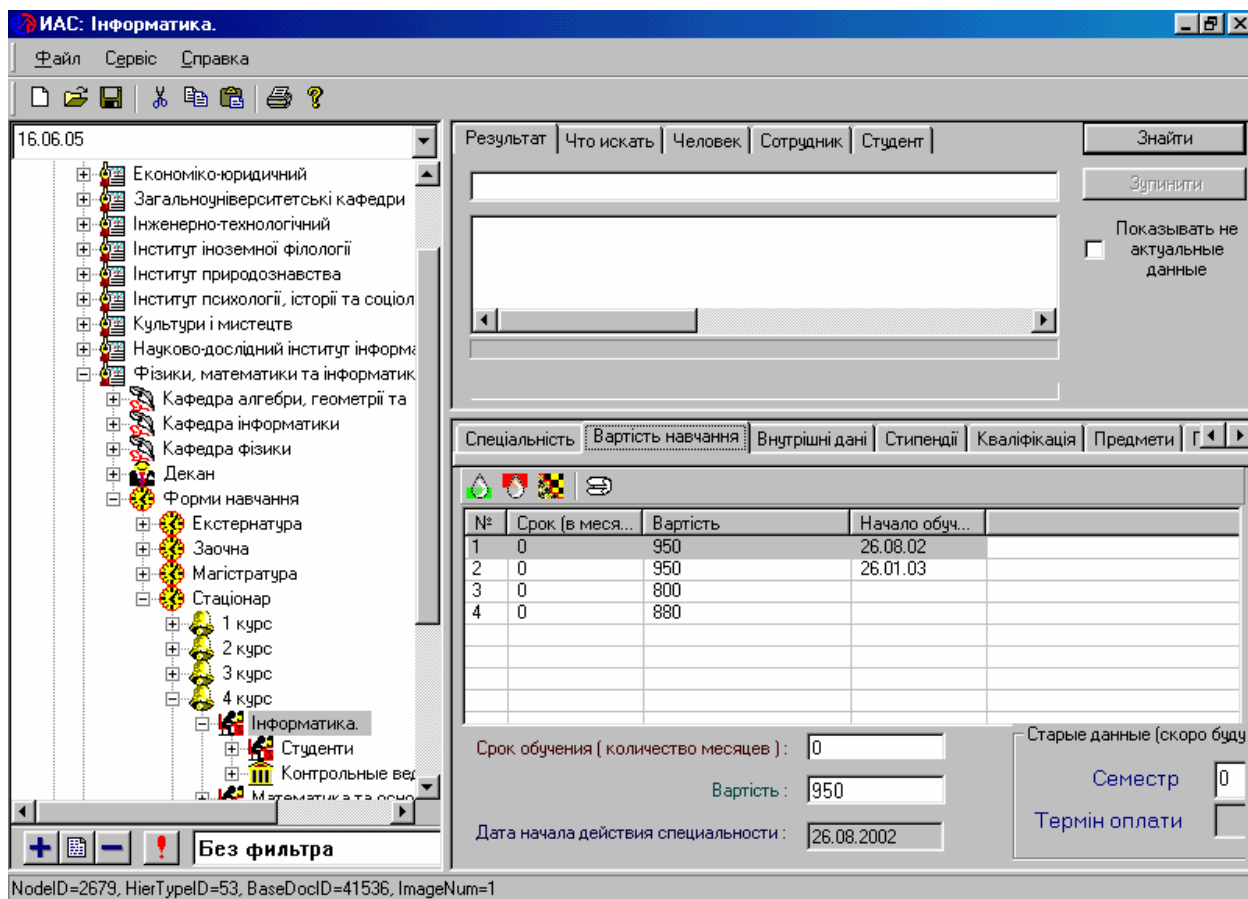 ИАС: Інформатика.
Файл Сервіс Справка
16.06.05
Економіко-юридичний
Загальноуніверситетські кафедри
Інженерно-технологічний
Інститут іноземної філології
Інститут природознавства
Інститут психології, історії та соціол
Культури і мистецтв
Науково-дослідний інститут інформа
Фізики, математики та інформатик
Кафедра алгебри, геометрії та
Кафедра інформатики
Кафедра фізики
Декан
Форми навчання
Екстернатура
Заочна
Магістратура
Стаціонар
1 курс
2 курс
3 курс
4 курс
Інформатика.
Студенти
Контрольные вед
Математика та осно
Без фильтра
Результат Что искать Человек Сотрудник Студент
Знайти
Зупинити
Показывать не
актуальные
данные
Спеціальність Вартість навчання Внутрішні дані Стипендії Кваліфікація Предмети
№ Срок (в меся... Вартість Начало обуч...
1 0 950 26.08.02
2 0 950 26.01.03
3 0 800
4 0 880
Срок обучения ( количество месяцев ) : 0
Вартість : 950
Дата начала действия специальности : 26.08.2002
Старые данные (скоро буду
Семестр 0
Термін оплати
NodeID=2679, HierTypeID=53, BaseDocID=41536, ImageNum=1